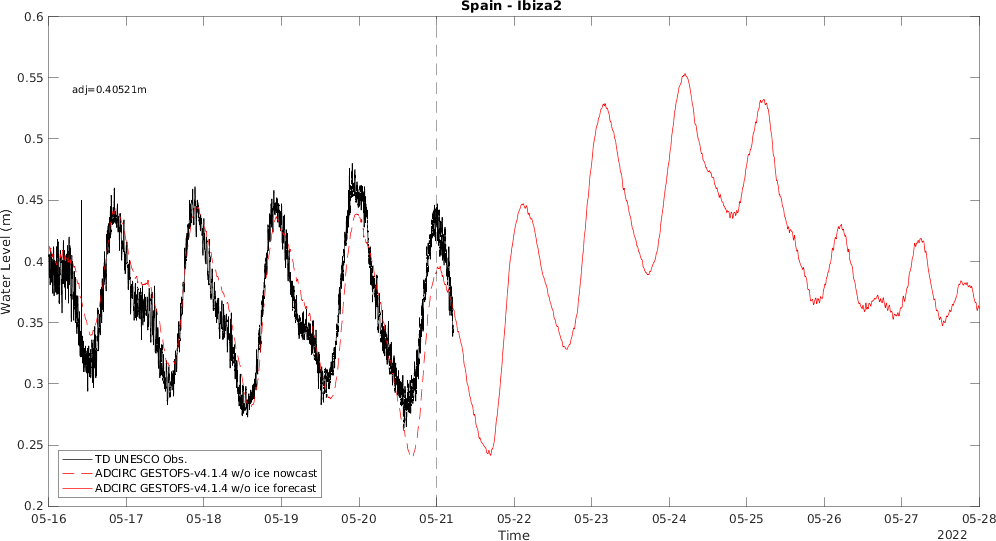 Spain - Ibiza2
0.6
0.55
0.5
0.45
0.4
0.35
0.3
0.25
0.2
Water Level (m)
adj=0.40521m
TD UNESCO Obs.
ADCIRC GESTOFS-v4.1.4 w/o ice nowcast
ADCIRC GESTOFS-v4.1.4 w/o ice forecast
05-16 05-17 05-18 05-19 05-20 05-21 05-22 05-23 05-24 05-25 05-26 05-27 05-28
Time
2022